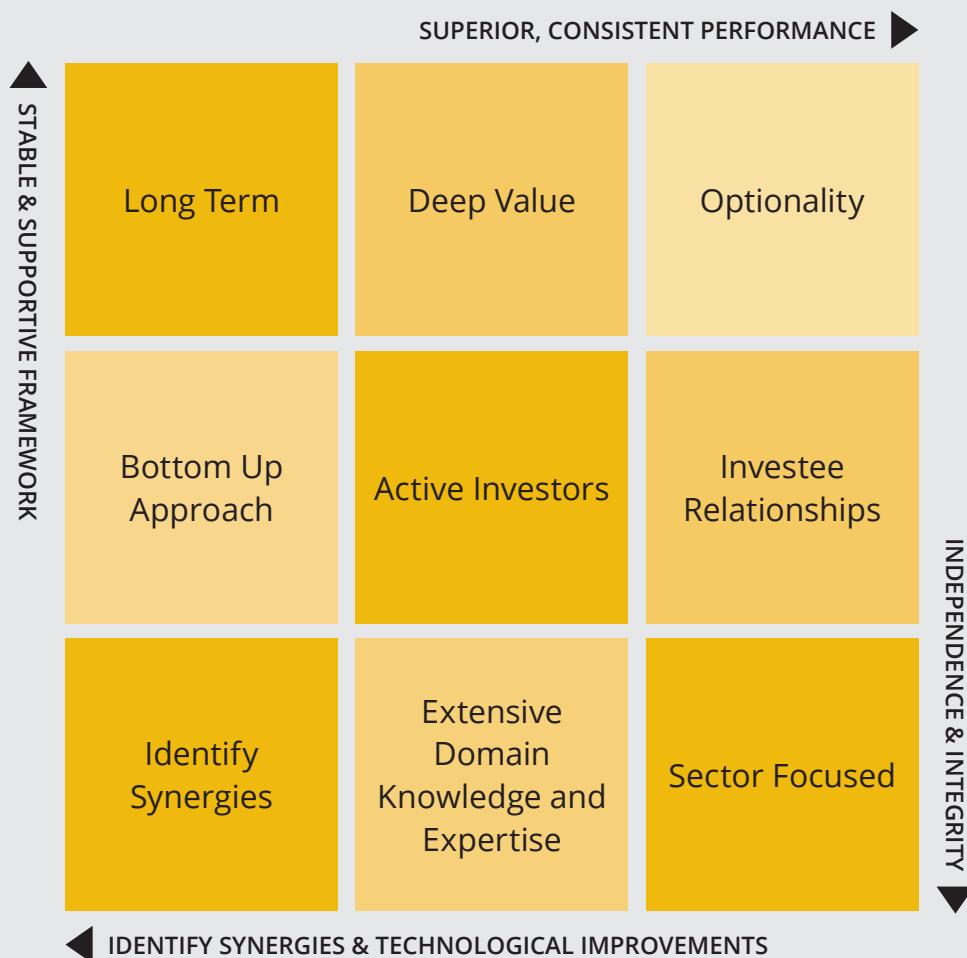 SUPERIOR, CONSISTENT PERFORMANCE
STABLE & SUPPORTIVE FRAMEWORK
Long Term
Deep Value
Optionality
Bottom Up
Approach
Active Investors
Investee
Relationships
Identify
Synergies
Extensive
Domain
Knowledge and
Expertise
Sector Focused
INDEPENDENCE & INTEGRITY
IDENTIFY SYNERGIES & TECHNOLOGICAL IMPROVEMENTS